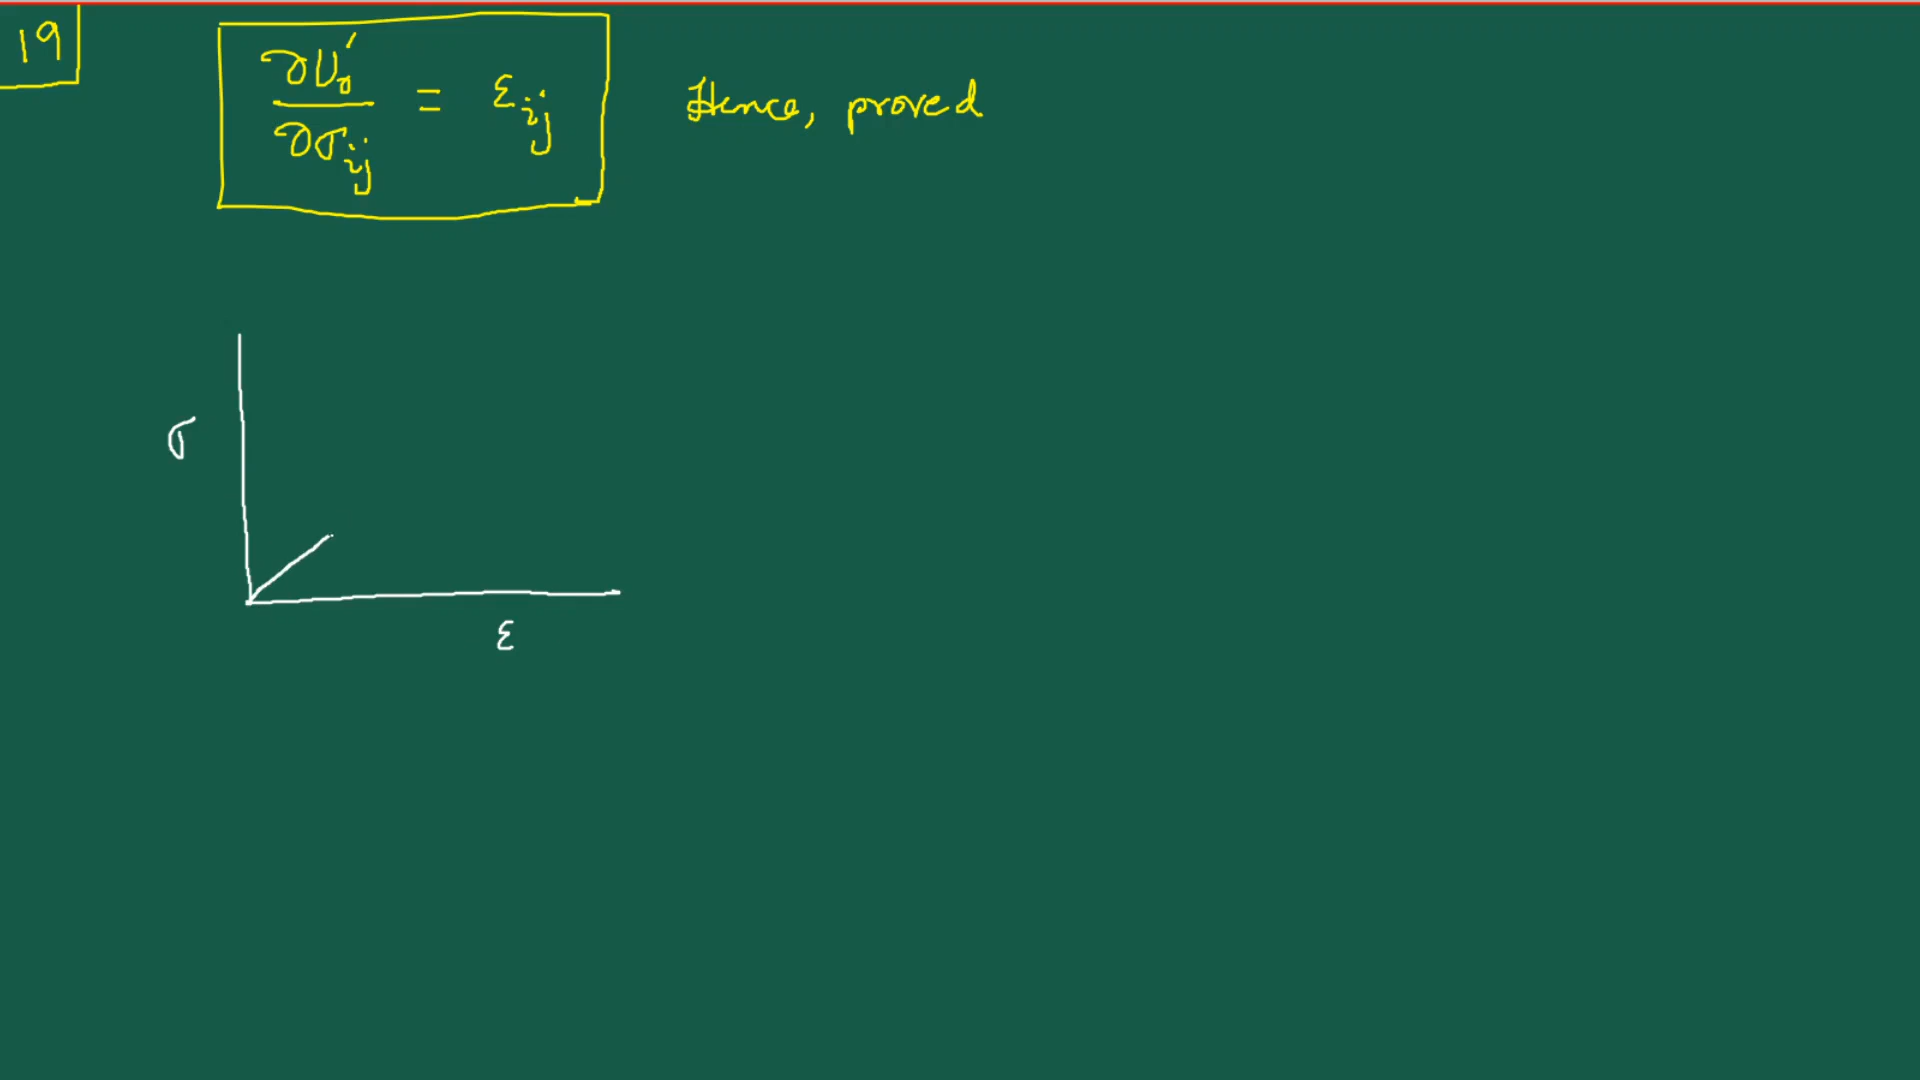 19
∂U₀′/∂σᵢⱼ = εᵢⱼ Hence, proved
σ
ε